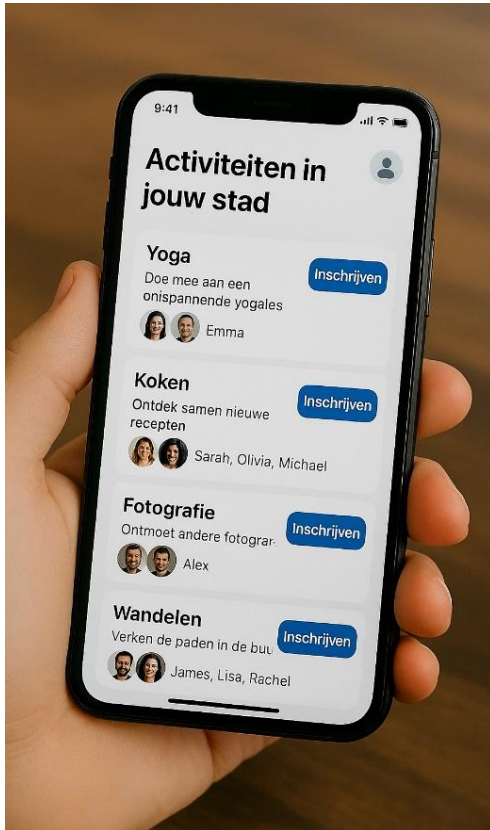 9:41
Activiteiten in
jouw stad
Yoga
Doe mee aan een
onispannende yogales
Inschrijven
Emma
Koken
Ontdek samen nieuwe
recepten
Inschrijven
Sarah, Olivia, Michael
Fotografie
Ontmoet andere fotograr
Inschrijven
Alex
Wandelen
Verken de paden in de buu
Inschrijven
James, Lisa, Rachel